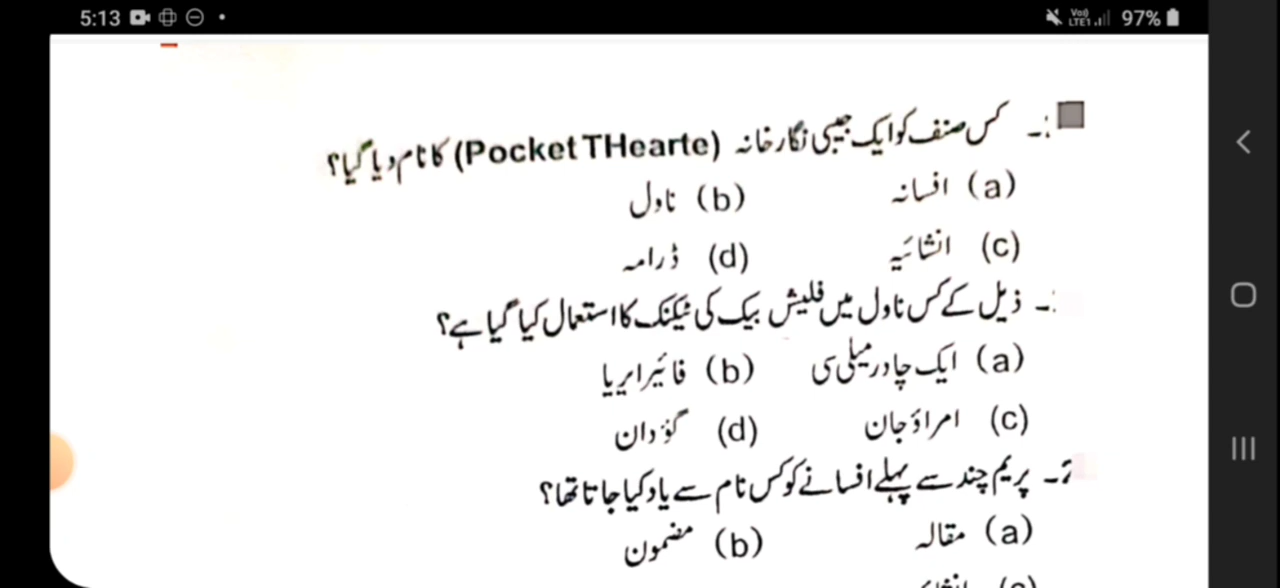 5:13
Vo) LTE1 97%
کس صنف کو ایک جیبی نگار خانہ (Pocket THearte) کا نام دیا گیا؟
(a) افسانہ (b) ناول
(c) انشائیہ (d) ڈرامہ
ذیل کے کس ناول میں فلیش بیک کی ٹیکنک کا استعمال کیا گیا ہے؟
(a) ایک چادر میلی سی (b) فائیر ایریا
(c) امراؤ جان (d) گؤدان
پریم چند سے پہلے افسانے کو کس نام سے یاد کیا جاتا تھا؟
(a) مقالہ (b) مضمون